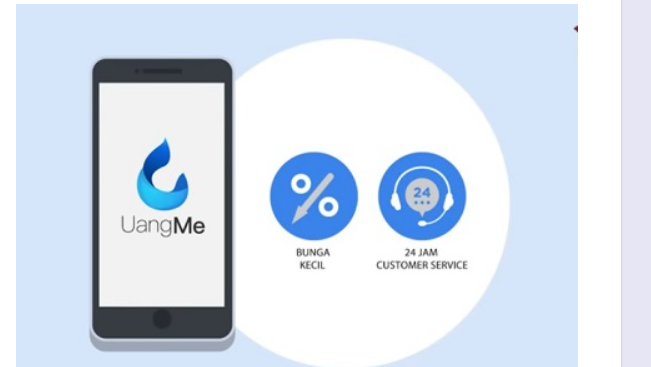 UangMe
BUNGA
KECIL
24
24 JAM
CUSTOMER SERVICE